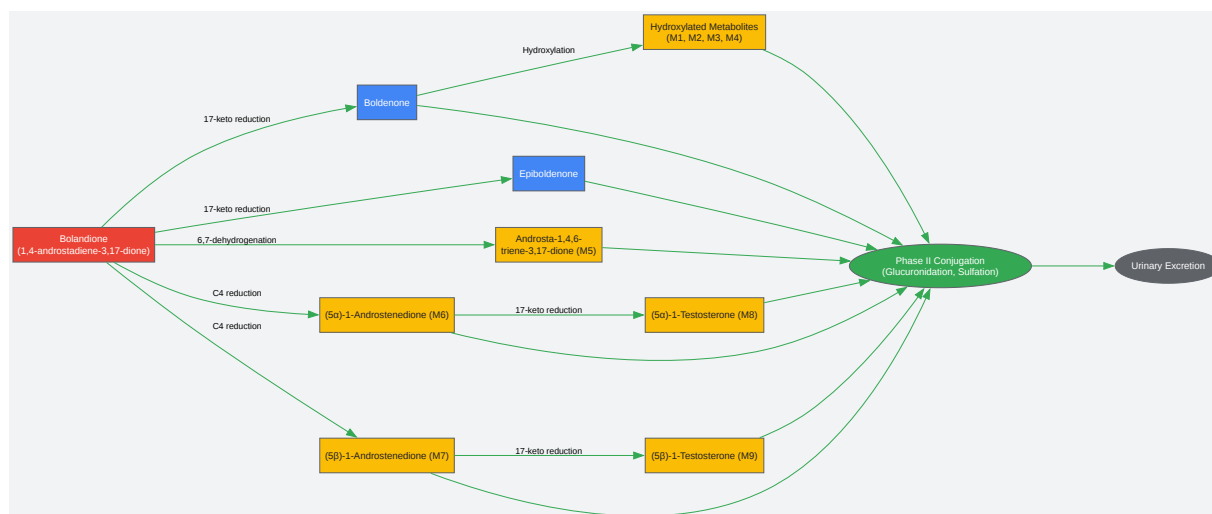 Hydroxylated Metabolites
(M1, M2, M3, M4)
Hydroxylation
Boldenone
17-keto reduction
Epiboldenone
17-keto reduction
Bolandione
(1,4-androstadiene-3,17-dione)
6,7-dehydrogenation
Androsta-1,4,6-
triene-3,17-dione (M5)
Phase II Conjugation
(Glucuronidation, Sulfation)
Urinary Excretion
C4 reduction
(5α)-1-Androstenedione (M6)
17-keto reduction
(5α)-1-Testosterone (M8)
C4 reduction
(5β)-1-Androstenedione (M7)
17-keto reduction
(5β)-1-Testosterone (M9)